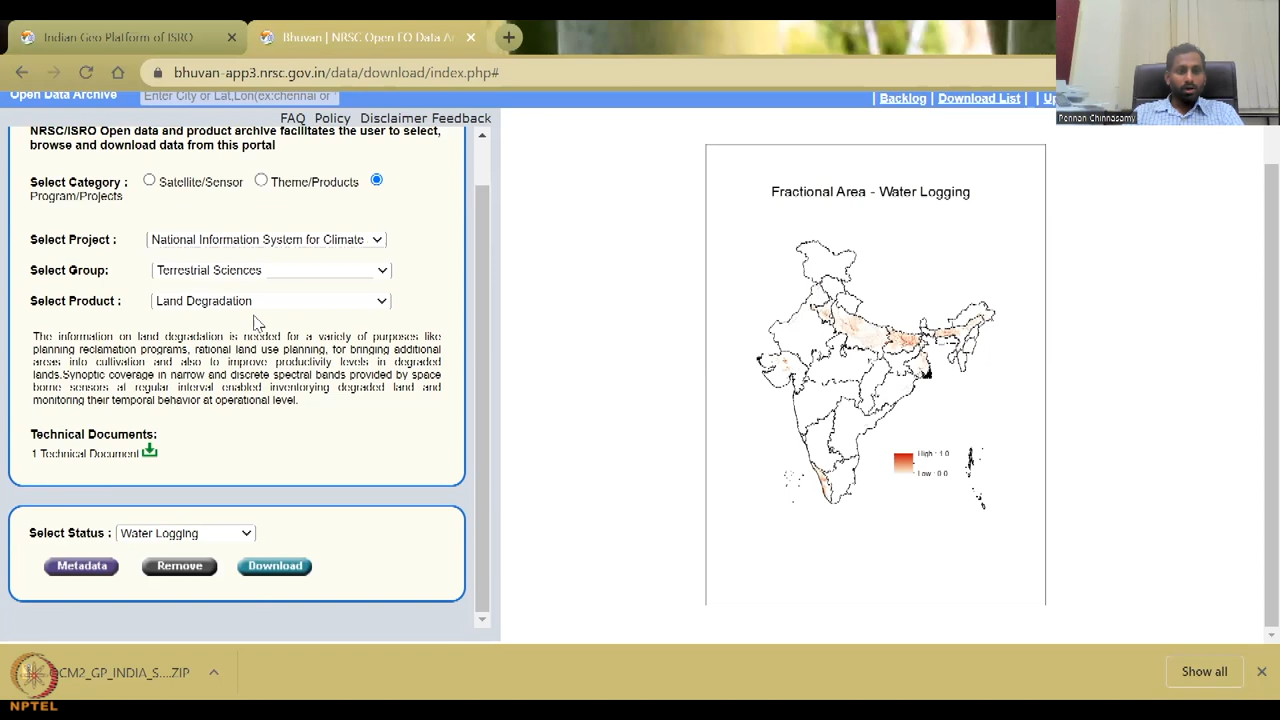 Indian Geo Platform of ISRO
Bhuvan | NRSC Open EO Data Ar
bhuvan-app3.nrsc.gov.in/data/download/index.php#
Open Data Archive
Enter City or Lat,Lon(ex:chennai or
| Backlog | Download List | Up
FAQ Policy Disclaimer Feedback
Pennan Chinnasamy
NRSC/ISRO Open data and product archive facilitates the user to select,
browse and download data from this portal
Select Category : Satellite/Sensor Theme/Products
Program/Projects
Select Project : National Information System for Climate
Select Group: Terrestrial Sciences
Select Product : Land Degradation
The information on land degradation is needed for a variety of purposes like
planning reclamation programs, rational land use planning, for bringing additional
areas into cultivation and also to improve productivity levels in degraded
lands.Synoptic coverage in narrow and discrete spectral bands provided by space
borne sensors at regular interval enabled inventorying degraded land and
monitoring their temporal behavior at operational level.
Technical Documents:
1 Technical Document
Select Status : Water Logging
Metadata Remove Download
Fractional Area - Water Logging
High : 1.0
Low : 0.0
OCM2_GP_INDIA_S....ZIP
Show all
NPTEL